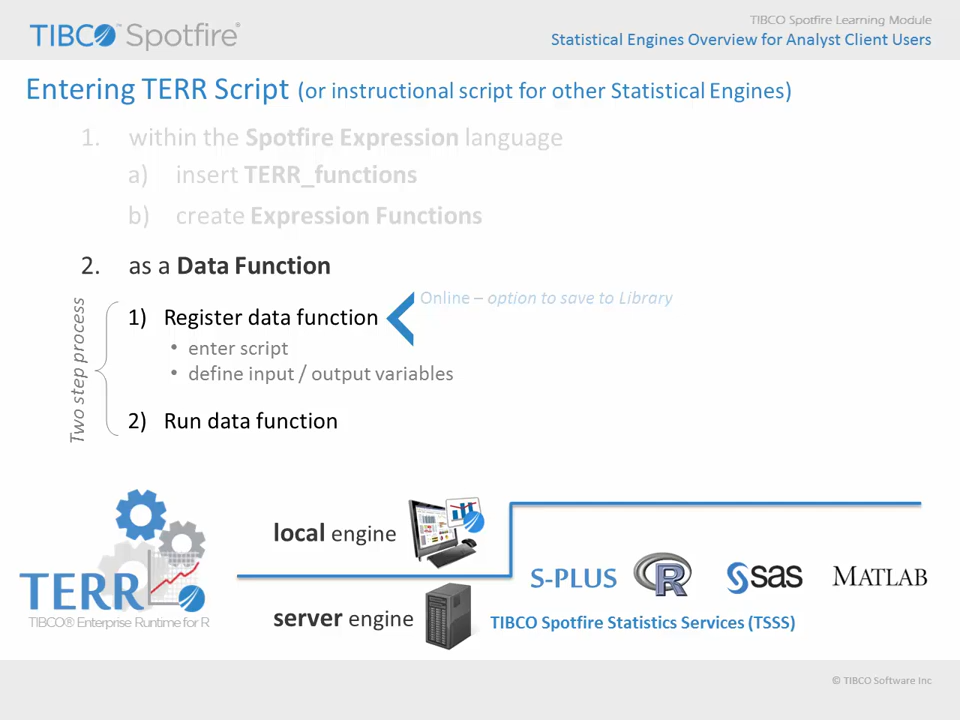 TIBCO™ Spotfire®
TIBCO Spotfire Learning Module
Statistical Engines Overview for Analyst Client Users
Entering TERR Script (or instructional script for other Statistical Engines)
1. within the Spotfire Expression language
a) insert TERR_functions
b) create Expression Functions
2. as a Data Function
Two step process
1) Register data function
Online – option to save to Library
• enter script
• define input / output variables
2) Run data function
local engine
server engine
TERR
TIBCO® Enterprise Runtime for R
S-PLUS
R
sas
MATLAB
TIBCO Spotfire Statistics Services (TSSS)
© TIBCO Software Inc